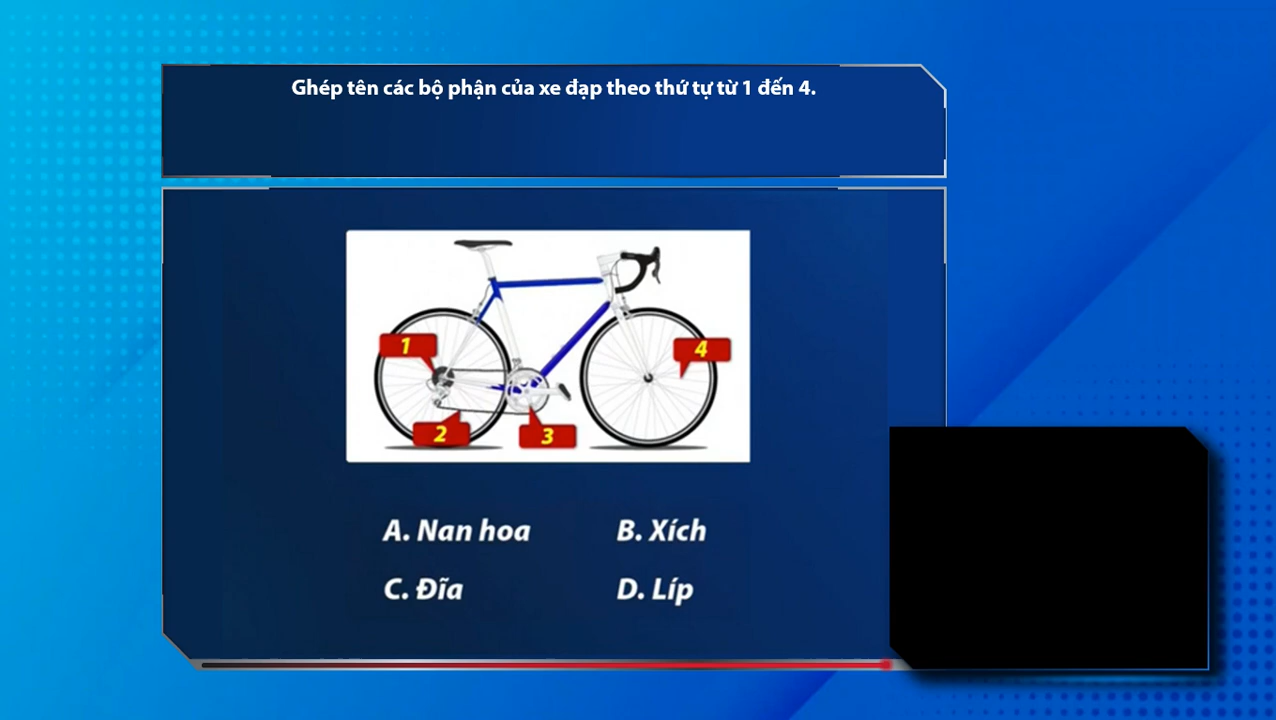 Ghép tên các bộ phận của xe đạp theo thứ tự từ 1 đến 4.
1
4
2
3
A. Nan hoa
B. Xích
C. Đĩa
D. Líp